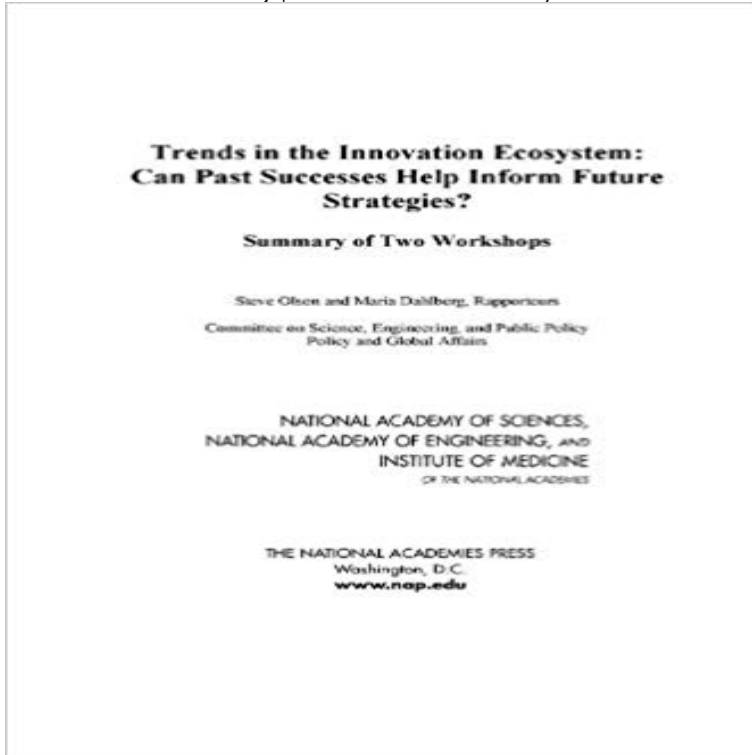 Trends in the Innovation Ecosystem:
Can Past Successes Help Inform Future
Strategies?
Summary of Two Workshops
Steve Olson and Maria Dahlberg, Rapporteurs
Committee on Science, Engineering, and Public Policy
Policy and Global Affairs
NATIONAL ACADEMY OF SCIENCES,
NATIONAL ACADEMY OF ENGINEERING, AND
INSTITUTE OF MEDICINE
OF THE NATIONAL ACADEMIES
THE NATIONAL ACADEMIES PRESS
Washington, D.C.
www.nap.edu